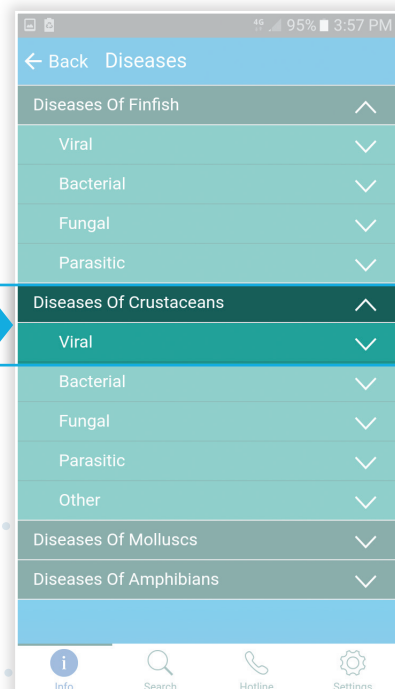 4G 95% 3:57 PM
Back Diseases
Diseases Of Finfish
Viral
Bacterial
Fungal
Parasitic
Diseases Of Crustaceans
Viral
Bacterial
Fungal
Parasitic
Other
Diseases Of Molluscs
Diseases Of Amphibians
i
Info Search Hotline Settings